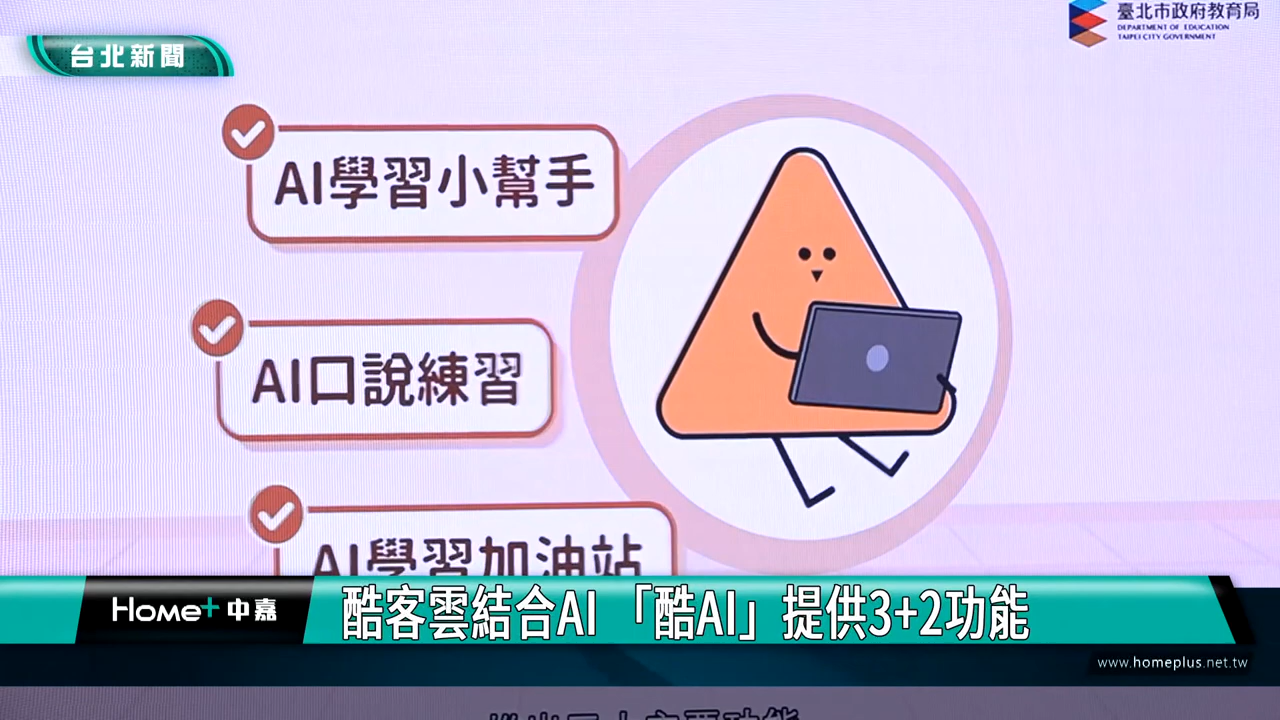 臺北市政府教育局
DEPARTMENT OF EDUCATION
TAIPEI CITY GOVERNMENT
台北新聞
AI學習小幫手
AI口說練習
AI學習加油站
Home+中嘉
酷客雲結合AI「酷AI」提供3+2功能
www.homeplus.net.tw